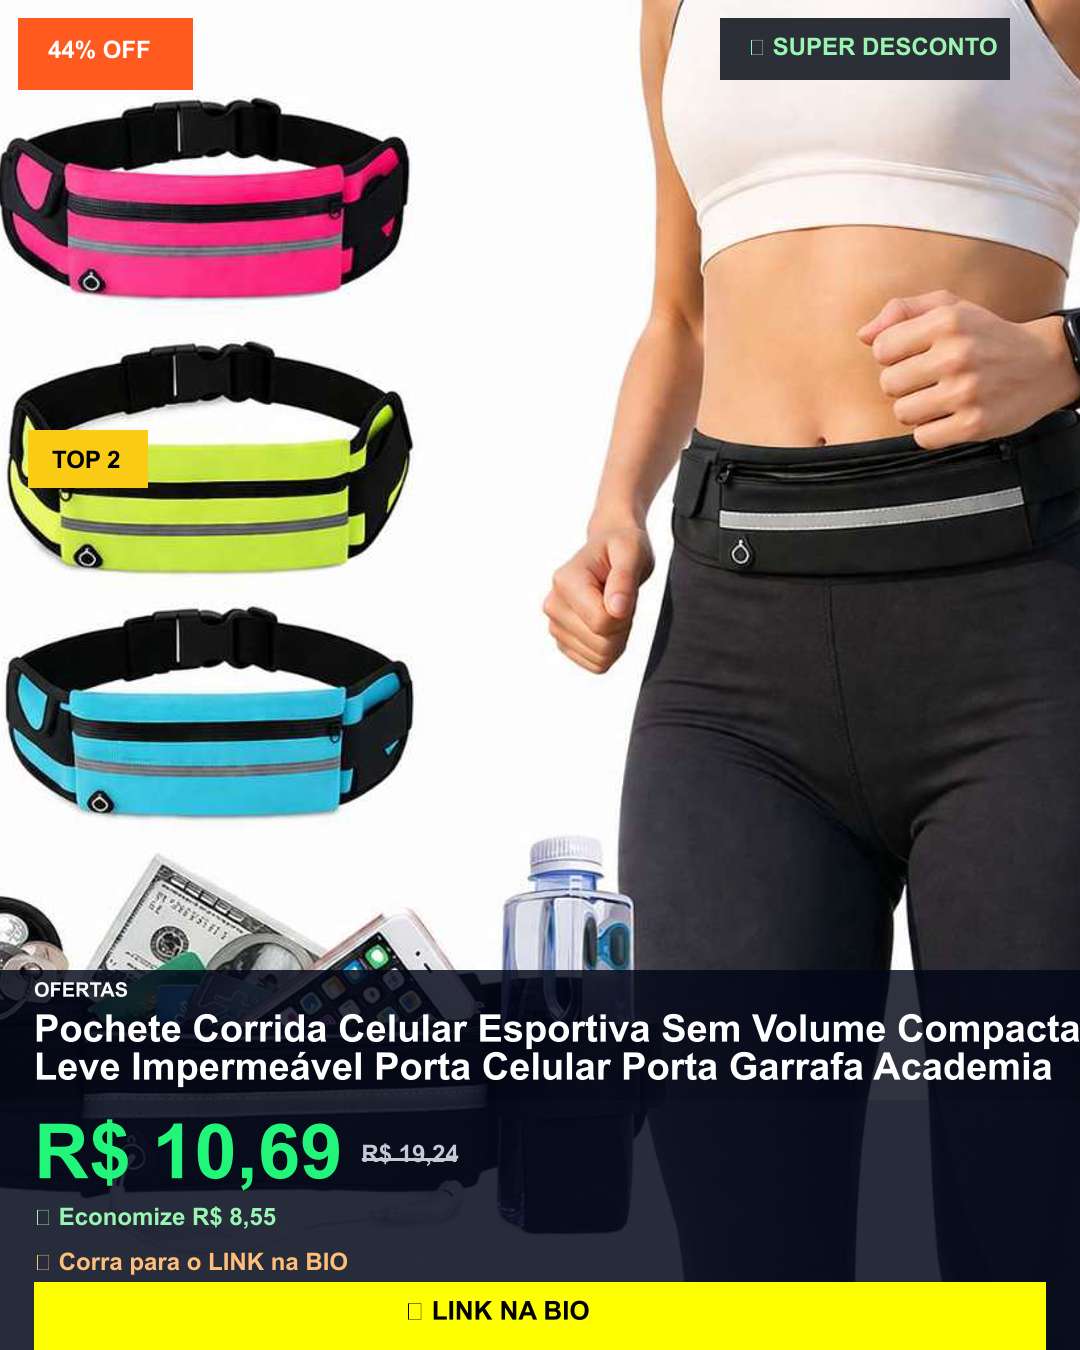 44% OFF
SUPER DESCONTO
TOP 2
OFERTAS
Pochete Corrida Celular Esportiva Sem Volume Compacta
Leve Impermeável Porta Celular Porta Garrafa Academia
R$ 10,69 R$ 19,24
Economize R$ 8,55
Corra para o LINK na BIO
LINK NA BIO